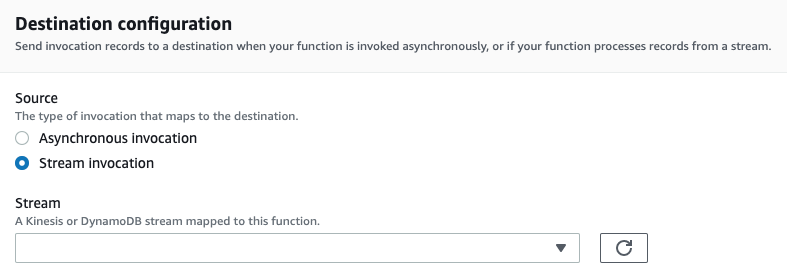 Destination configuration
Send invocation records to a destination when your function is invoked asynchronously, or if your function processes records from a stream.
Source
The type of invocation that maps to the destination.
Asynchronous invocation
Stream invocation
Stream
A Kinesis or DynamoDB stream mapped to this function.